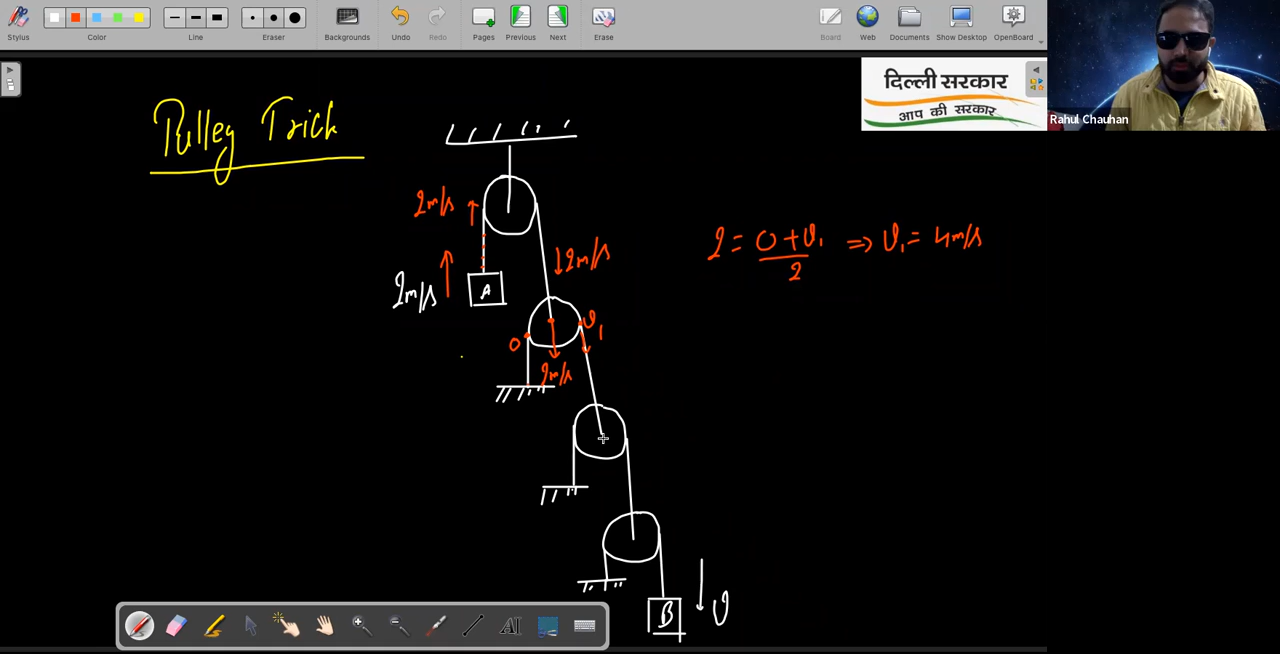 Stylus
Color
Line
Eraser
Backgrounds
Undo
Redo
Pages
Previous
Next
Erase
Board
Web
Documents
Show Desktop
OpenBoard
दिल्ली सरकार
आप की सरकार
Rahul Chauhan
Pulley Trick
2m/s
2m/s
2m/s
A
2 = 0 + v₁ / 2 ⇒ v₁ = 4m/s
0
v₁
2m/s
B
v
AI